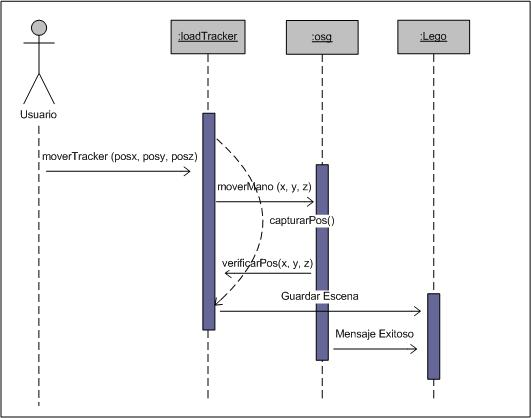 :loadTracker
:osg
:Lego
Usuario
moverTracker (posx, posy, posz)
moverMano (x, y, z)
capturarPos()
verificarPos(x, y, z)
Guardar Escena
Mensaje Exitoso